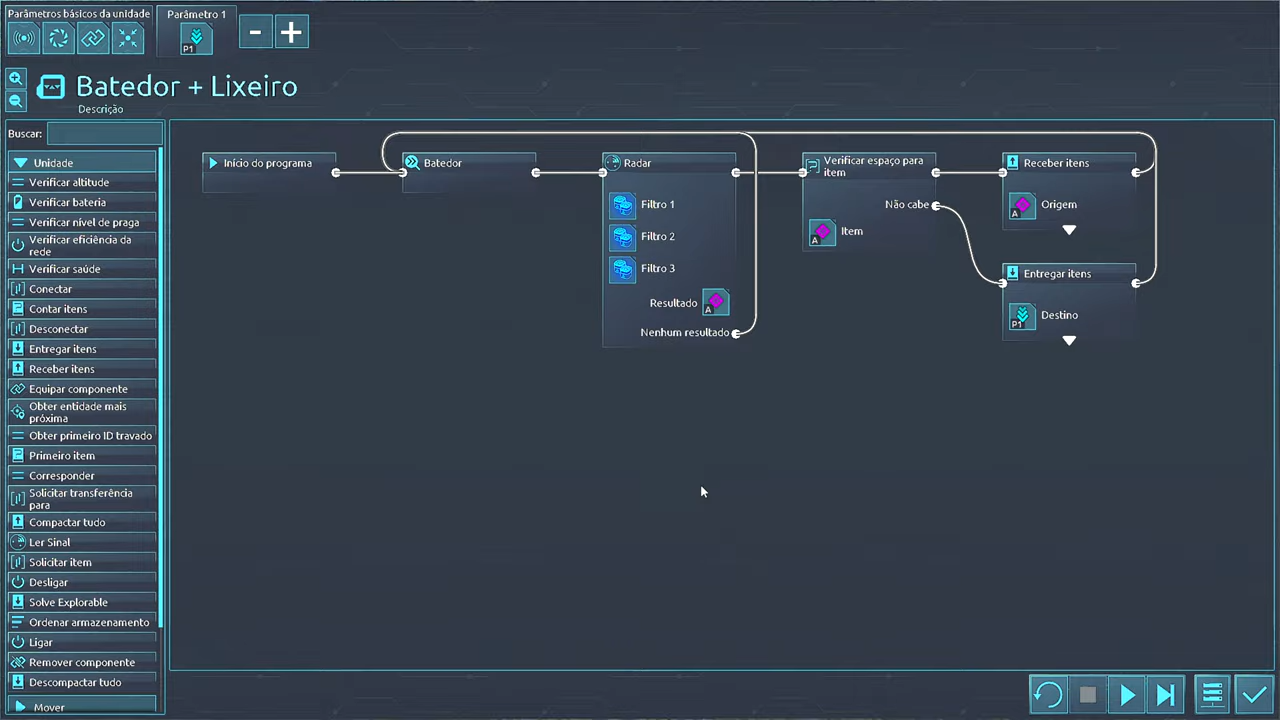 Parâmetros básicos da unidade
Parâmetro 1
P1
-
+
Batedor + Lixeiro
Descrição
Buscar:
Unidade
Verificar altitude
Verificar bateria
Verificar nível de praga
Verificar eficiência da
rede
Verificar saúde
Conectar
Contar itens
Desconectar
Entregar itens
Receber itens
Equipar componente
Obter entidade mais
próxima
Obter primeiro ID travado
Primeiro item
Corresponder
Solicitar transferência
para
Compactar tudo
Ler Sinal
Solicitar item
Desligar
Solve Explorable
Ordenar armazenamento
Ligar
Remover componente
Descompactar tudo
Mover
Início do programa
Batedor
Radar
Filtro 1
Filtro 2
Filtro 3
Resultado
A
Nenhum resultado
Verificar espaço para
item
Não cabe
A
Item
Receber itens
A
Origem
Entregar itens
P1
Destino